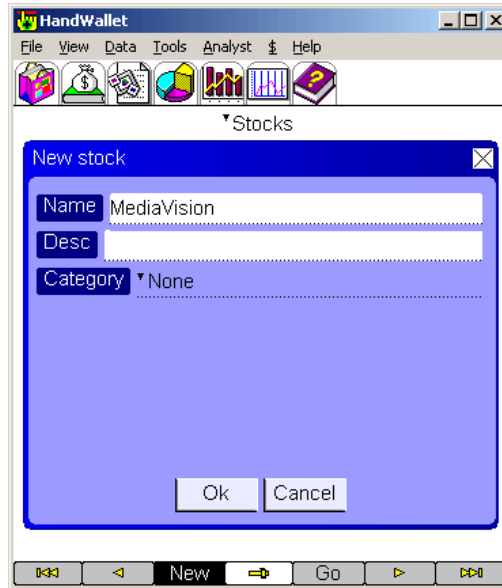 HandWallet
File View Data Tools Analyst $ Help
Stocks
New stock
Name MediaVision
Desc
Category None
Ok Cancel
New Go